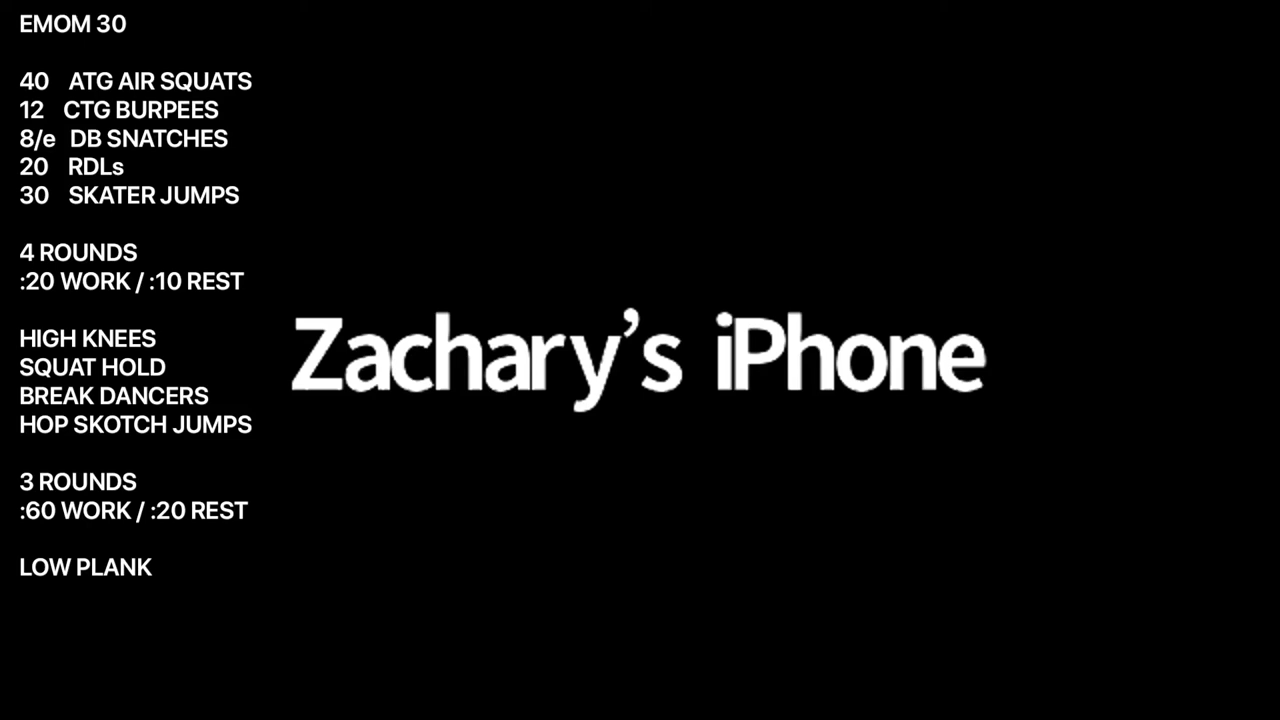 EMOM 30
40 ATG AIR SQUATS
12 CTG BURPEES
8/e DB SNATCHES
20 RDLs
30 SKATER JUMPS
4 ROUNDS
:20 WORK / :10 REST
HIGH KNEES
SQUAT HOLD
BREAK DANCERS
HOP SKOTCH JUMPS
3 ROUNDS
:60 WORK / :20 REST
LOW PLANK
Zachary’s iPhone